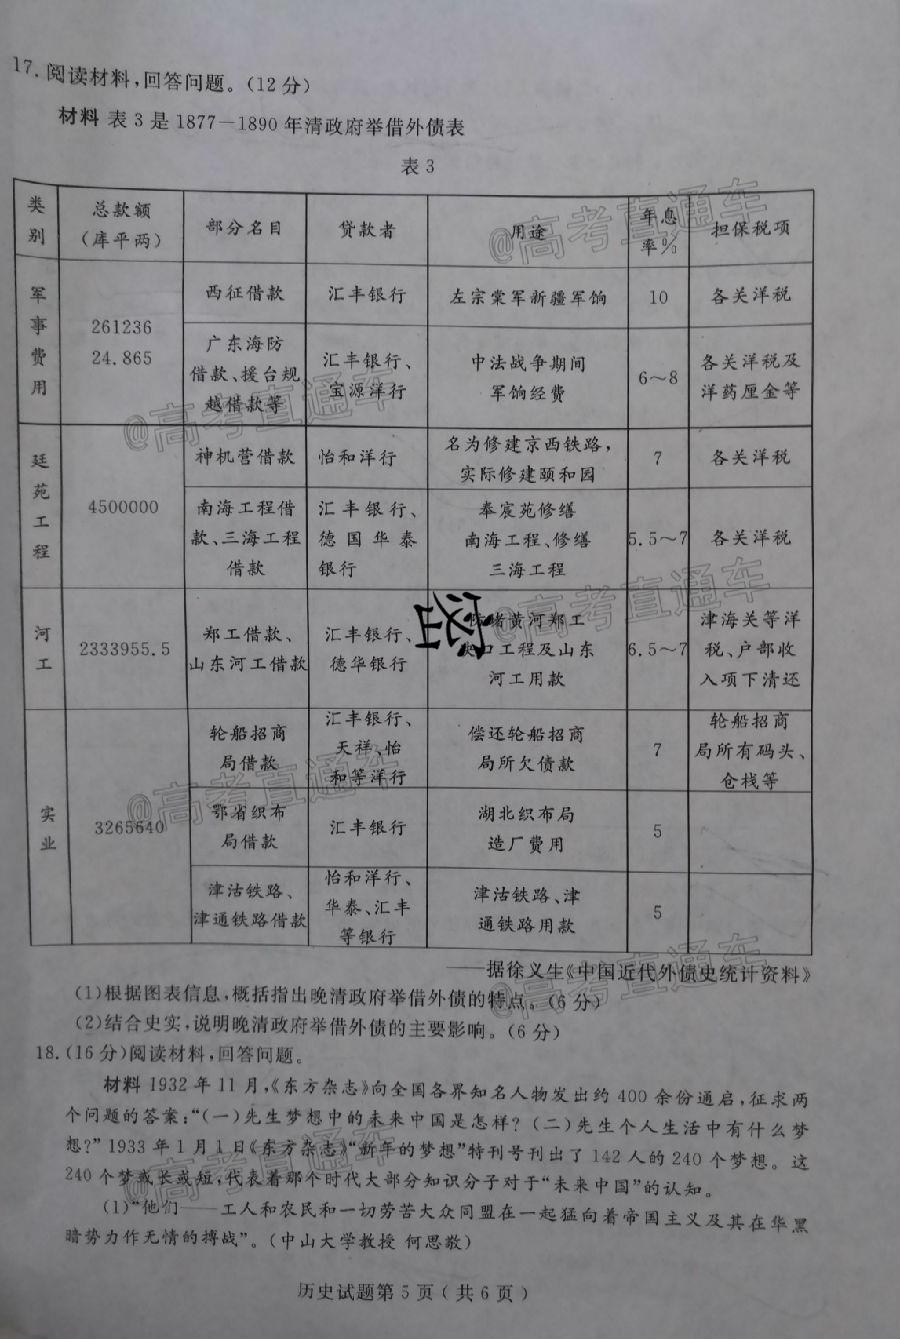 17. 阅读材料，回答问题。(12分)
材料 表3是1877—1890年清政府举借外债表
表3
类别 总款额(库平两) 部分名目 贷款者 用途 年息率% 担保税项
军事费用 26123624.865 西征借款 汇丰银行 左宗棠军新疆军饷 10 各关洋税
广东海防借款、援台规越借款等 汇丰银行、宝源洋行 中法战争期间军饷经费 6～8 各关洋税及洋药厘金等
廷苑工程 4500000 神机营借款 怡和洋行 名为修建京西铁路，实际修建颐和园 7 各关洋税
南海工程借款、三海工程借款 汇丰银行、德国华泰银行 奉宸苑修缮南海工程、修缮三海工程 5.5～7 各关洋税
河工 2333955.5 郑工借款、山东河工借款 汇丰银行、德华银行 堵黄河郑工口工程及山东河工用款 6.5～7 津海关等洋税、户部收入项下清还
实业 3265640 轮船招商局借款 汇丰银行、天祥、怡和等洋行 偿还轮船招商局所欠债款 7 轮船招商局所有码头、仓栈等
鄂省织布局借款 汇丰银行 湖北织布局造厂费用 5
津沽铁路、津通铁路借款 怡和洋行、华泰、汇丰等银行 津沽铁路、津通铁路用款 5
密
——据徐义生《中国近代外债史统计资料》
(1)根据图表信息，概括指出晚清政府举借外债的特点。(6分)
(2)结合史实，说明晚清政府举借外债的主要影响。(6分)
18.(16分)阅读材料，回答问题。
材料 1932年11月，《东方杂志》向全国各界知名人物发出约400余份通启，征求两
个问题的答案：“(一)先生梦想中的未来中国是怎样？(二)先生个人生活中有什么梦
想？”1933年1月1日《东方杂志》“新年的梦想”特刊号刊出了142人的240个梦想。这
240个梦或长或短，代表着那个时代大部分知识分子对于“未来中国”的认知。
(1)“他们——工人和农民和一切劳苦大众同盟在一起猛向着帝国主义及其在华黑
暗势力作无情的搏战”。(中山大学教授 何思敬)
历史试题第5页(共6页)
@高考直通车
@高考直通车
@高考直通车
@高考直通车
@高考直通车
@高考直通车